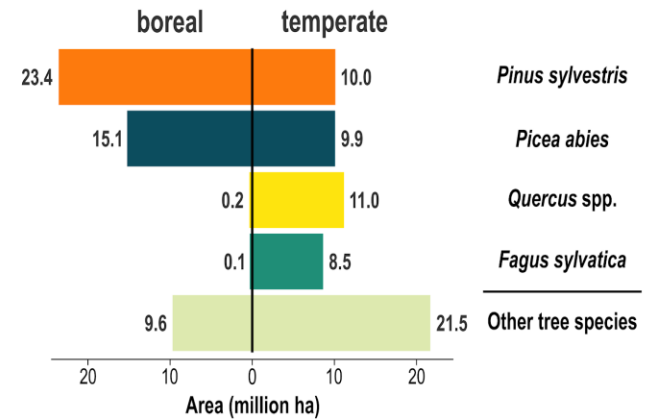 boreal temperate
23.4 10.0 Pinus sylvestris
15.1 9.9 Picea abies
0.2 11.0 Quercus spp.
0.1 8.5 Fagus sylvatica
9.6 21.5 Other tree species
20 10 0 10 20
Area (million ha)